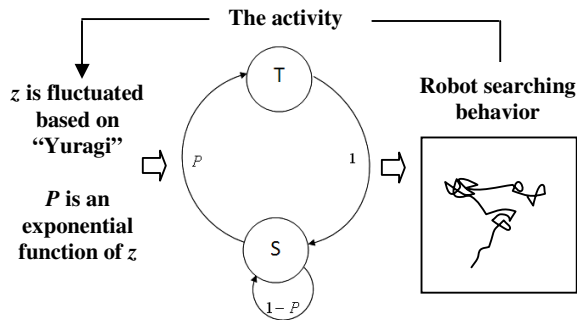 The activity
z is fluctuated
based on
“Yuragi”
P is an
exponential
function of z
T
P
1
S
1– P
Robot searching
behavior